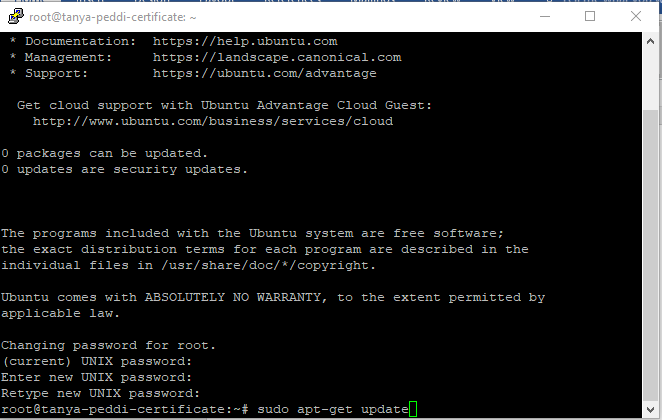 root@tanya-peddi-certificate: ~
* Documentation:  https://help.ubuntu.com
* Management:     https://landscape.canonical.com
* Support:        https://ubuntu.com/advantage
Get cloud support with Ubuntu Advantage Cloud Guest:
http://www.ubuntu.com/business/services/cloud
0 packages can be updated.
0 updates are security updates.
The programs included with the Ubuntu system are free software;
the exact distribution terms for each program are described in the
individual files in /usr/share/doc/*/copyright.
Ubuntu comes with ABSOLUTELY NO WARRANTY, to the extent permitted by
applicable law.
Changing password for root.
(current) UNIX password:
Enter new UNIX password:
Retype new UNIX password:
root@tanya-peddi-certificate:~# sudo apt-get update